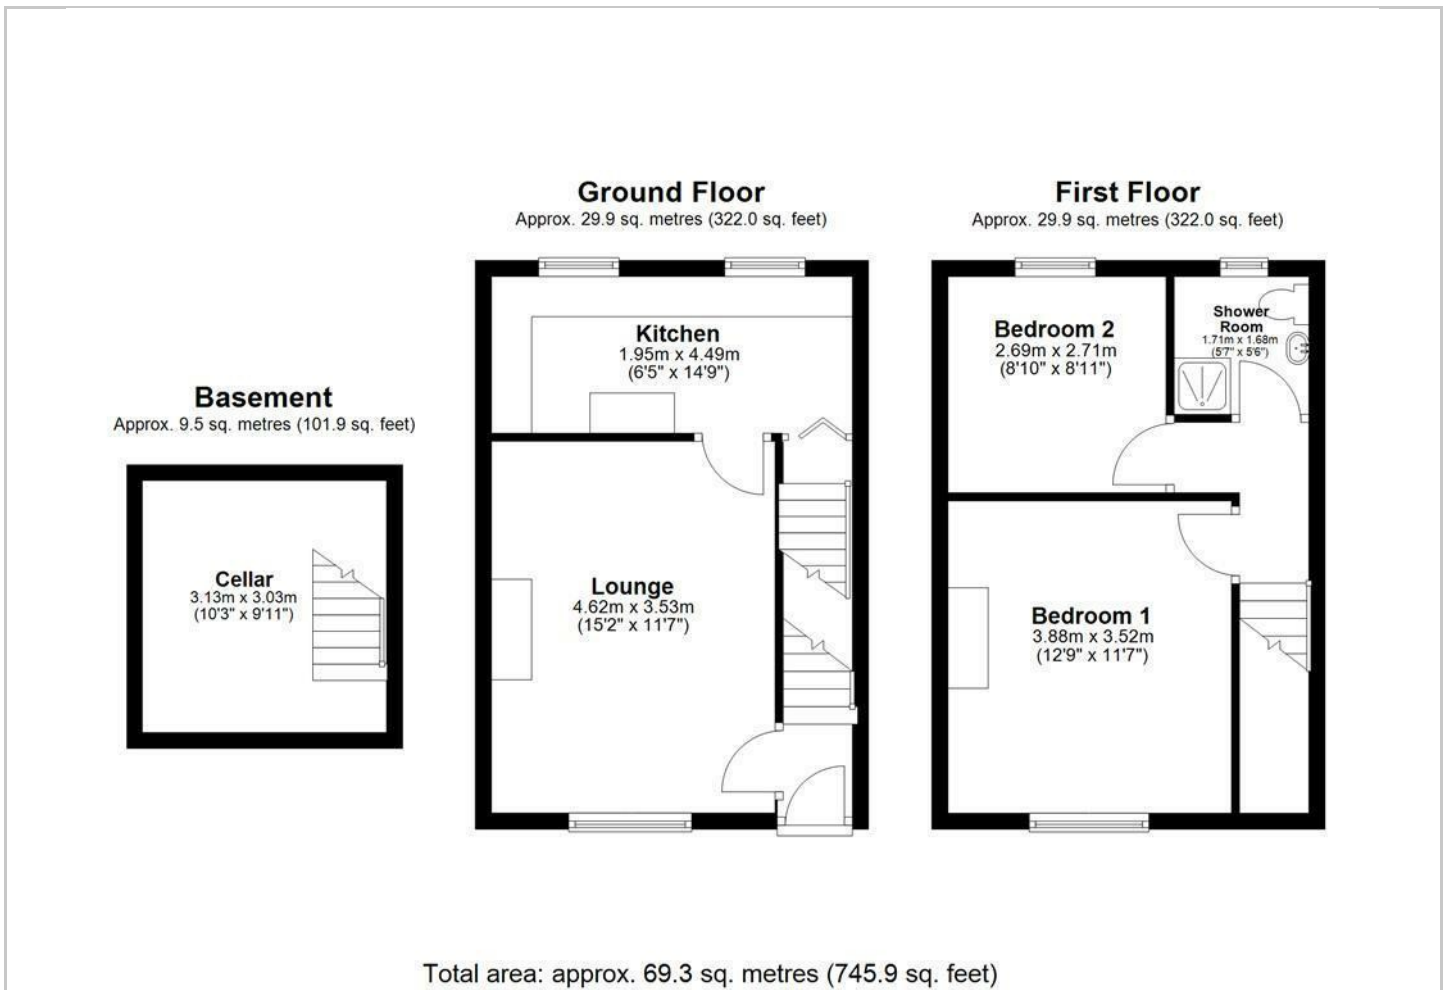 Ground Floor
Approx. 29.9 sq. metres (322.0 sq. feet)
Kitchen
1.95m x 4.49m
(6'5" x 14'9")
Lounge
4.62m x 3.53m
(15'2" x 11'7")
First Floor
Approx. 29.9 sq. metres (322.0 sq. feet)
Bedroom 2
2.69m x 2.71m
(8'10" x 8'11")
Shower
Room
1.71m x 1.68m
(5'7" x 5'6")
Bedroom 1
3.88m x 3.52m
(12'9" x 11'7")
Basement
Approx. 9.5 sq. metres (101.9 sq. feet)
Cellar
3.13m x 3.03m
(10'3" x 9'11")
Total area: approx. 69.3 sq. metres (745.9 sq. feet)